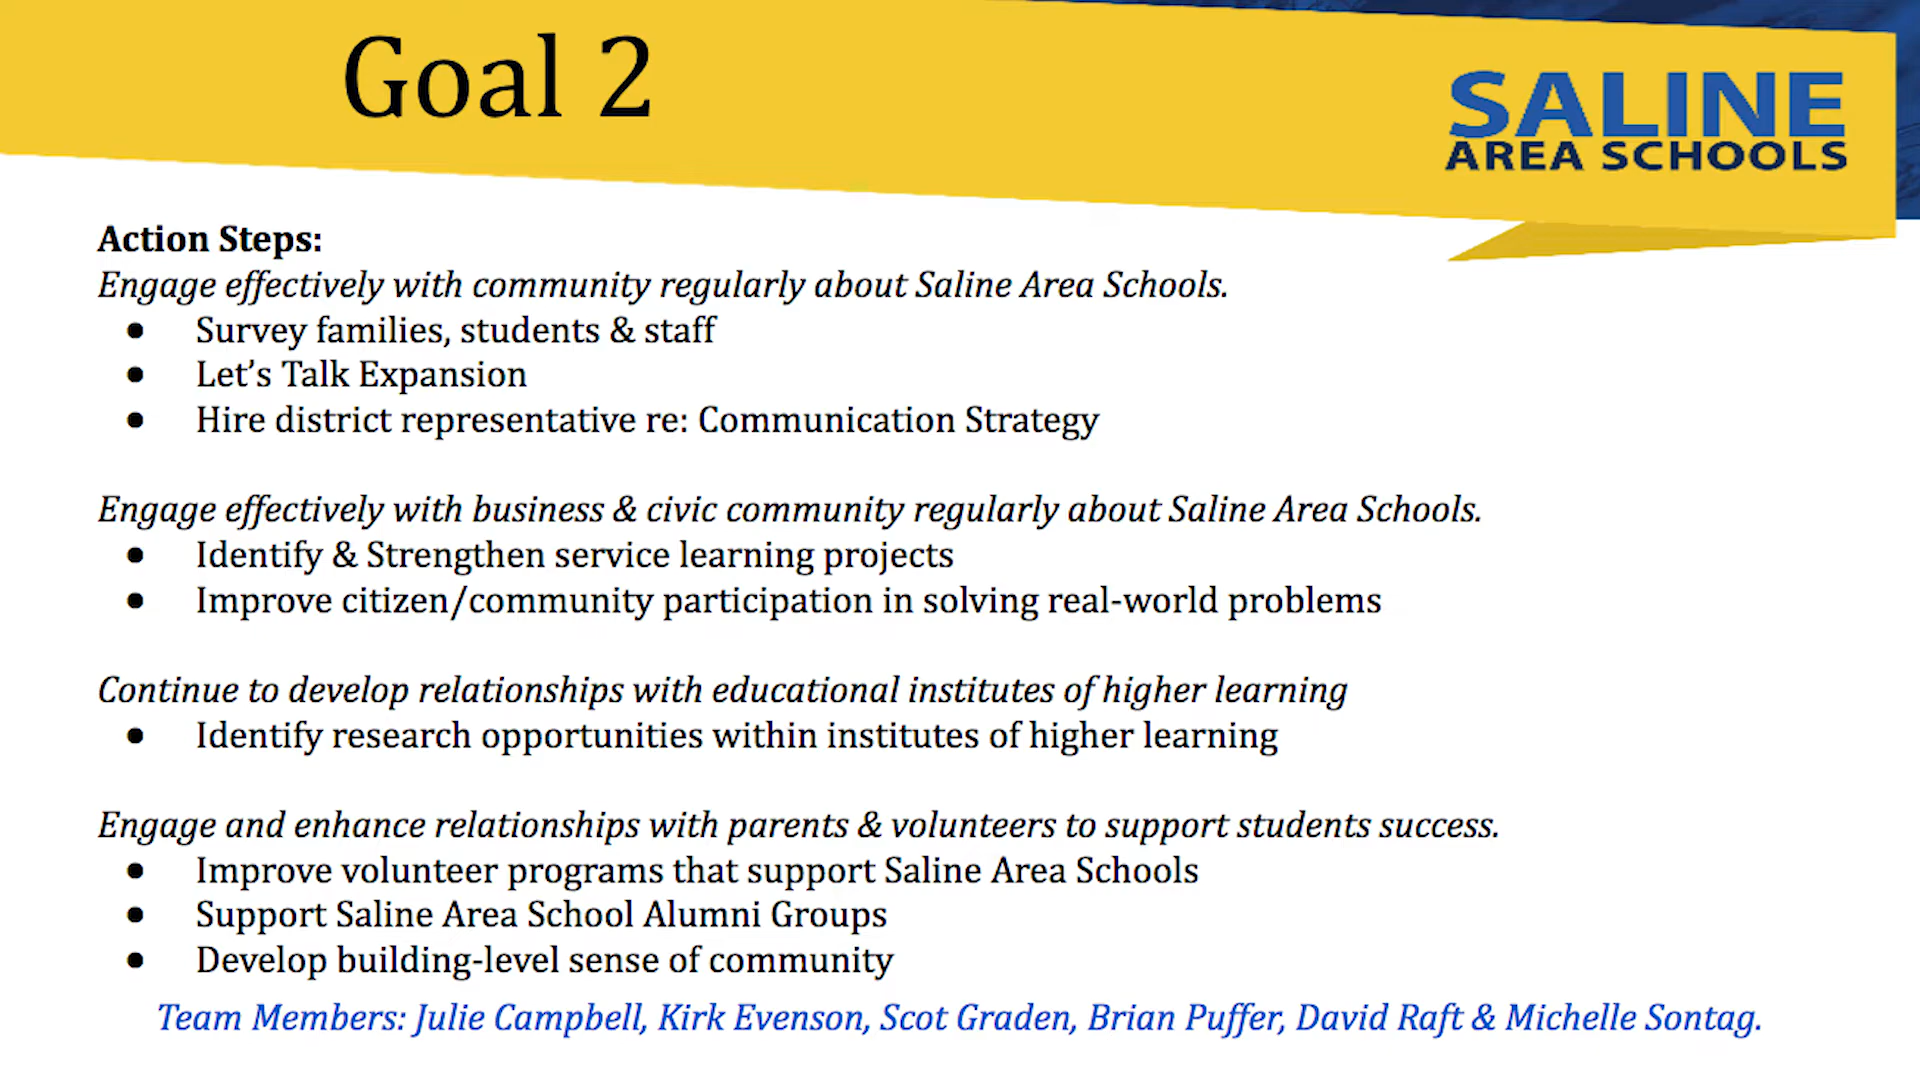 Goal 2
SALINE
AREA SCHOOLS
Action Steps:
Engage effectively with community regularly about Saline Area Schools.
● Survey families, students & staff
● Let’s Talk Expansion
● Hire district representative re: Communication Strategy
Engage effectively with business & civic community regularly about Saline Area Schools.
● Identify & Strengthen service learning projects
● Improve citizen/community participation in solving real-world problems
Continue to develop relationships with educational institutes of higher learning
● Identify research opportunities within institutes of higher learning
Engage and enhance relationships with parents & volunteers to support students success.
● Improve volunteer programs that support Saline Area Schools
● Support Saline Area School Alumni Groups
● Develop building-level sense of community
Team Members: Julie Campbell, Kirk Evenson, Scot Graden, Brian Puffer, David Raft & Michelle Sontag.